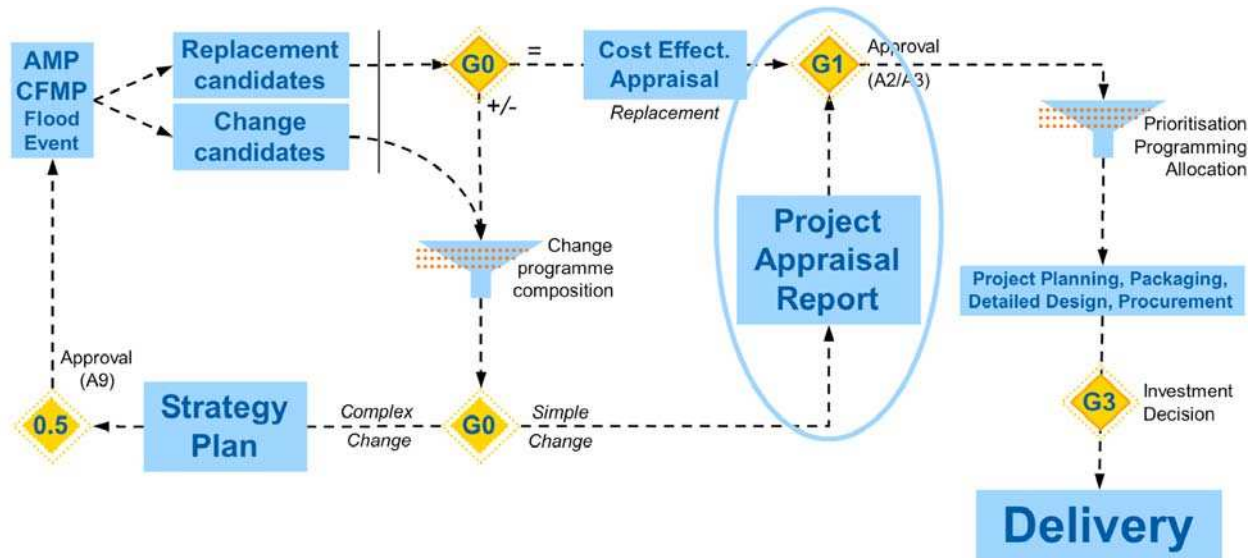 AMP
CFMP
Flood
Event
Replacement
candidates
Change
candidates
G0
=
+/-
Cost Effect.
Appraisal
Replacement
G1
Approval
(A2/A3)
Prioritisation
Programming
Allocation
Change
programme
composition
Project
Appraisal
Report
Project Planning, Packaging,
Detailed Design, Procurement
Approval
(A9)
0.5
Strategy
Plan
Complex
Change
G0
Simple
Change
G3
Investment
Decision
Delivery